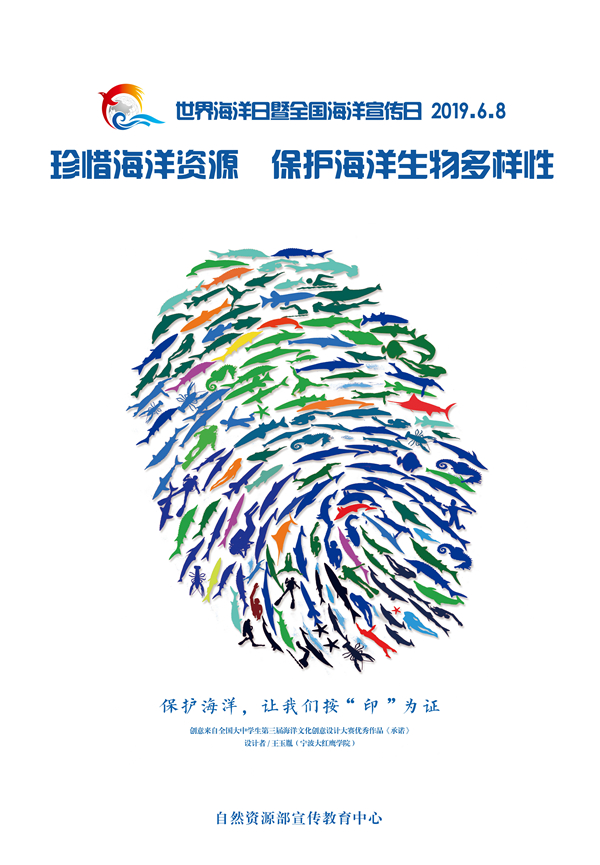 世界海洋日暨全国海洋宣传日 2019.6.8
珍惜海洋资源 保护海洋生物多样性
保护海洋，让我们按“印”为证
创意来自全国大中学生第三届海洋文化创意设计大赛优秀作品《承诺》
设计者 / 王玉胤（宁波大红鹰学院）
自然资源部宣传教育中心